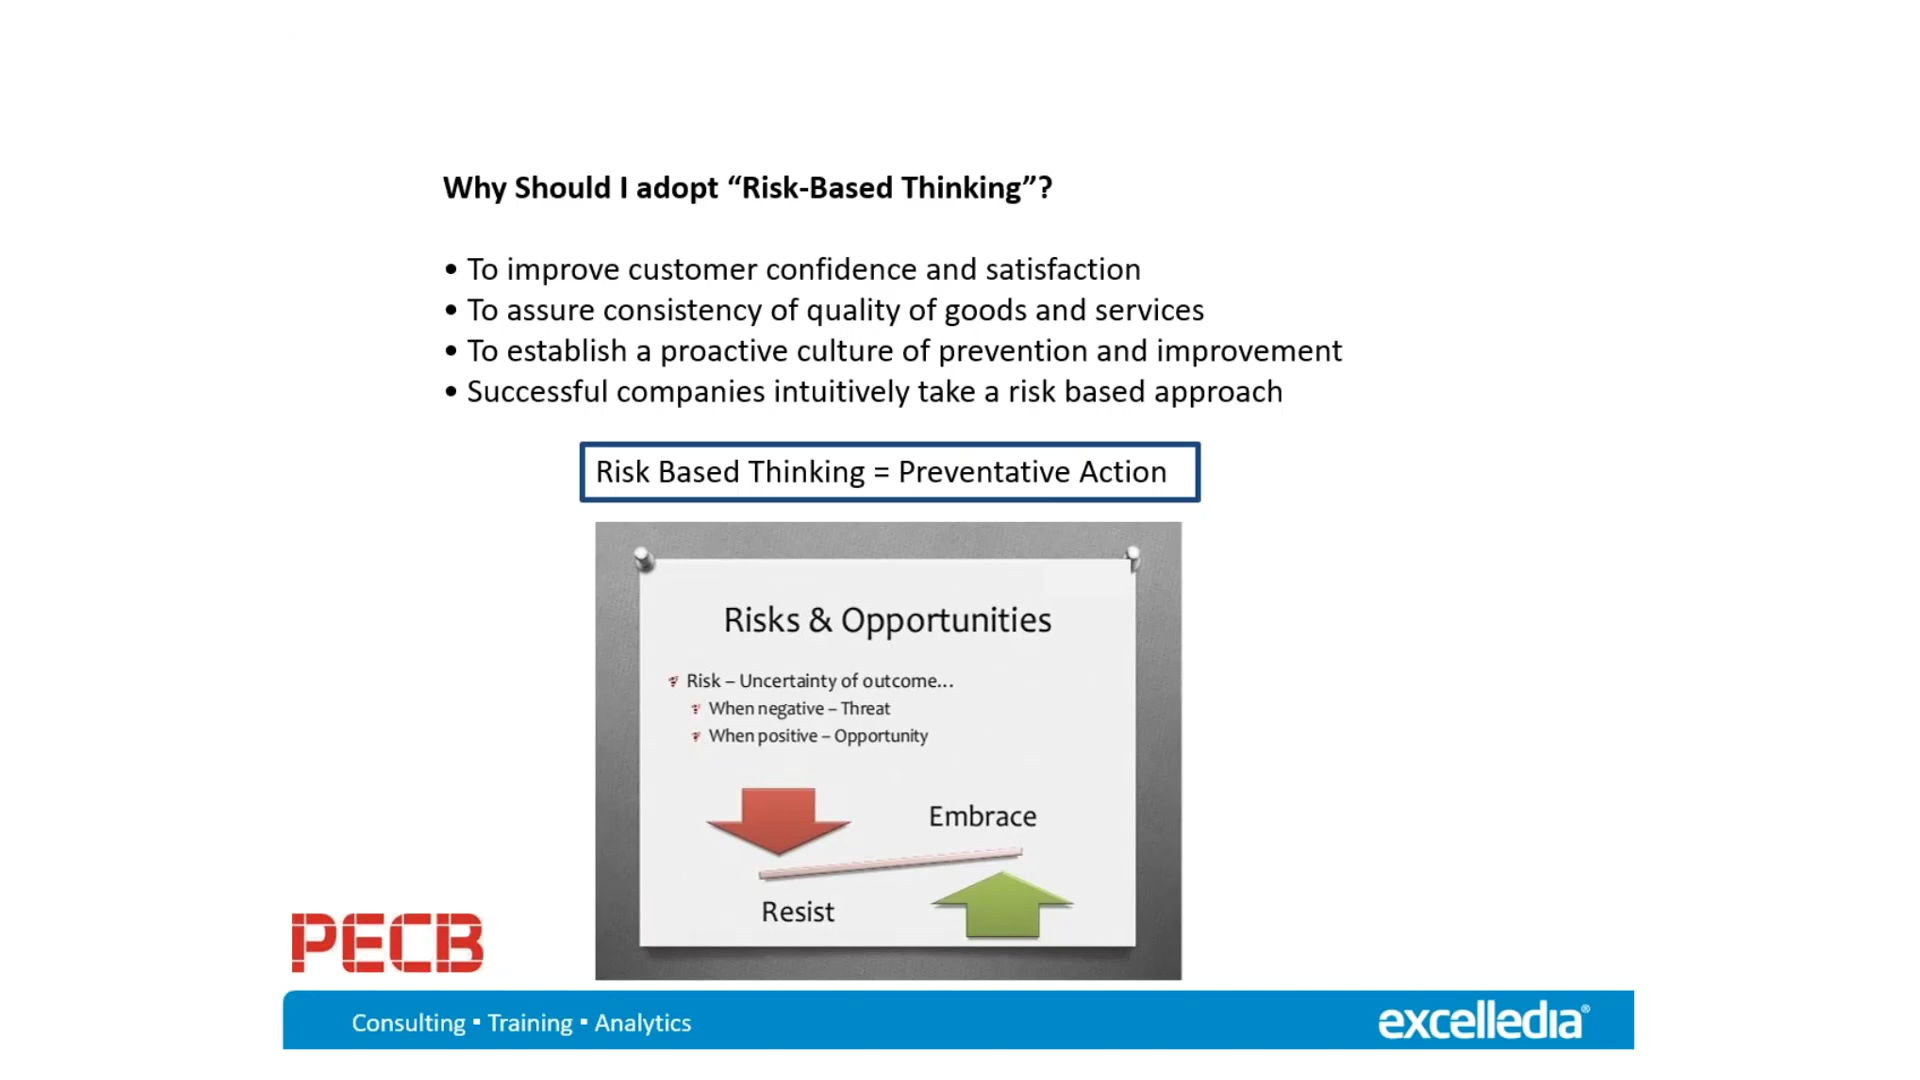 Why Should I adopt “Risk-Based Thinking”?
• To improve customer confidence and satisfaction
• To assure consistency of quality of goods and services
• To establish a proactive culture of prevention and improvement
• Successful companies intuitively take a risk based approach
Risk Based Thinking = Preventative Action
Risks & Opportunities
Risk – Uncertainty of outcome...
When negative – Threat
When positive – Opportunity
Embrace
Resist
PECB
Consulting ▪ Training ▪ Analytics
excelledia®